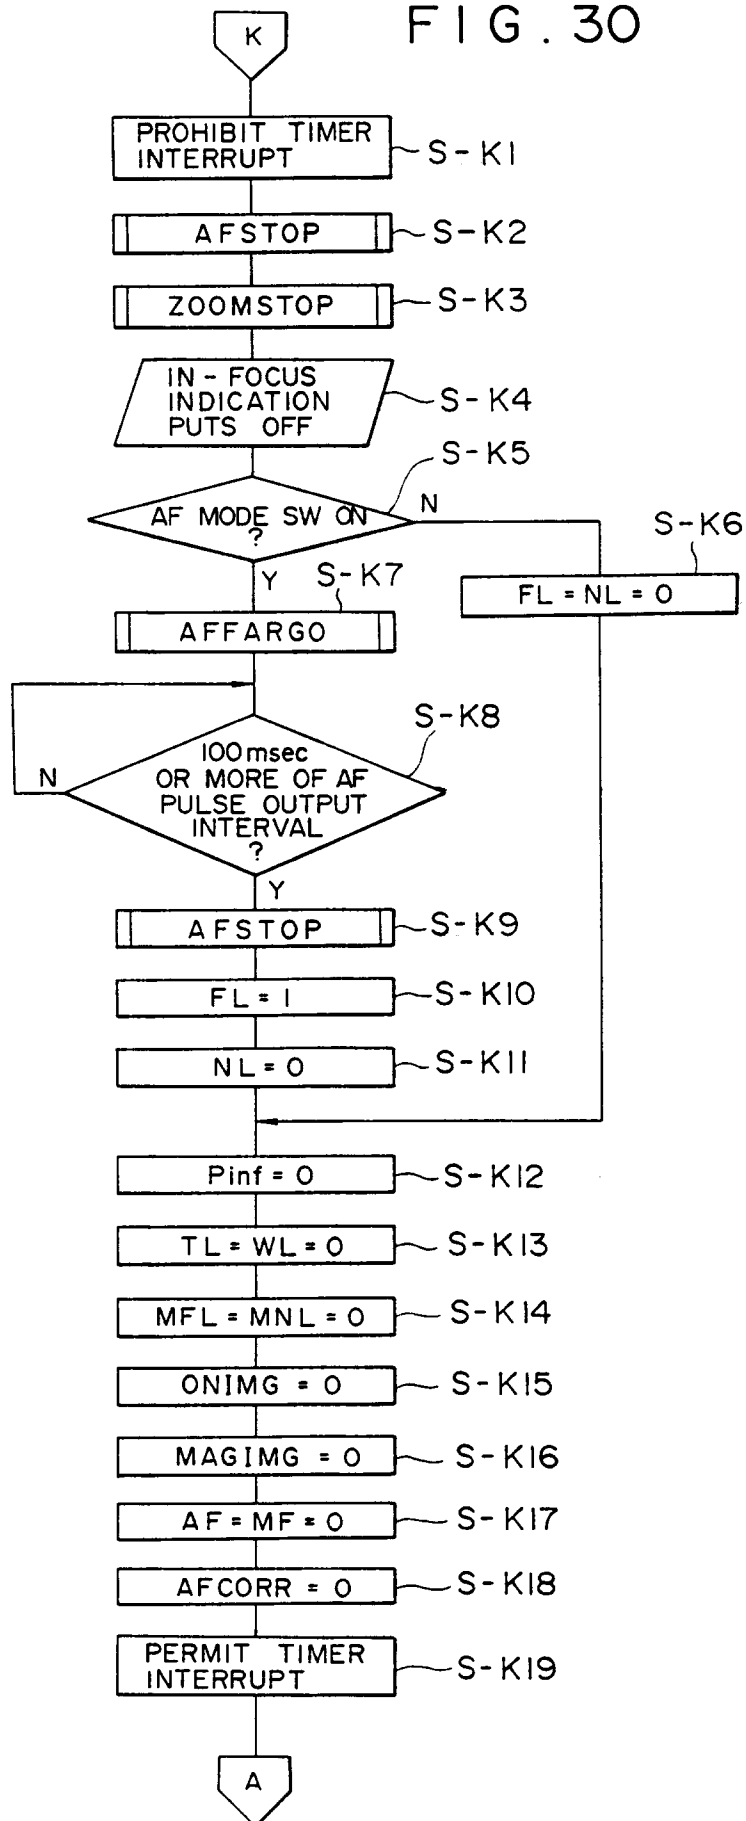 FIG. 30
K
PROHIBIT TIMER
INTERRUPT
S-K1
AFSTOP
S-K2
ZOOMSTOP
S-K3
IN-FOCUS
INDICATION
PUTS OFF
S-K4
S-K5
AF MODE SW ON
?
N
Y
S-K6
FL = NL = 0
S-K7
AFFARGO
S-K8
100msec
OR MORE OF AF
PULSE OUTPUT
INTERVAL
?
N
Y
AFSTOP
S-K9
FL = 1
S-K10
NL = 0
S-K11
Pinf = 0
S-K12
TL = WL = 0
S-K13
MFL = MNL = 0
S-K14
ONIMG = 0
S-K15
MAGIMG = 0
S-K16
AF = MF = 0
S-K17
AFCORR = 0
S-K18
PERMIT TIMER
INTERRUPT
S-K19
A